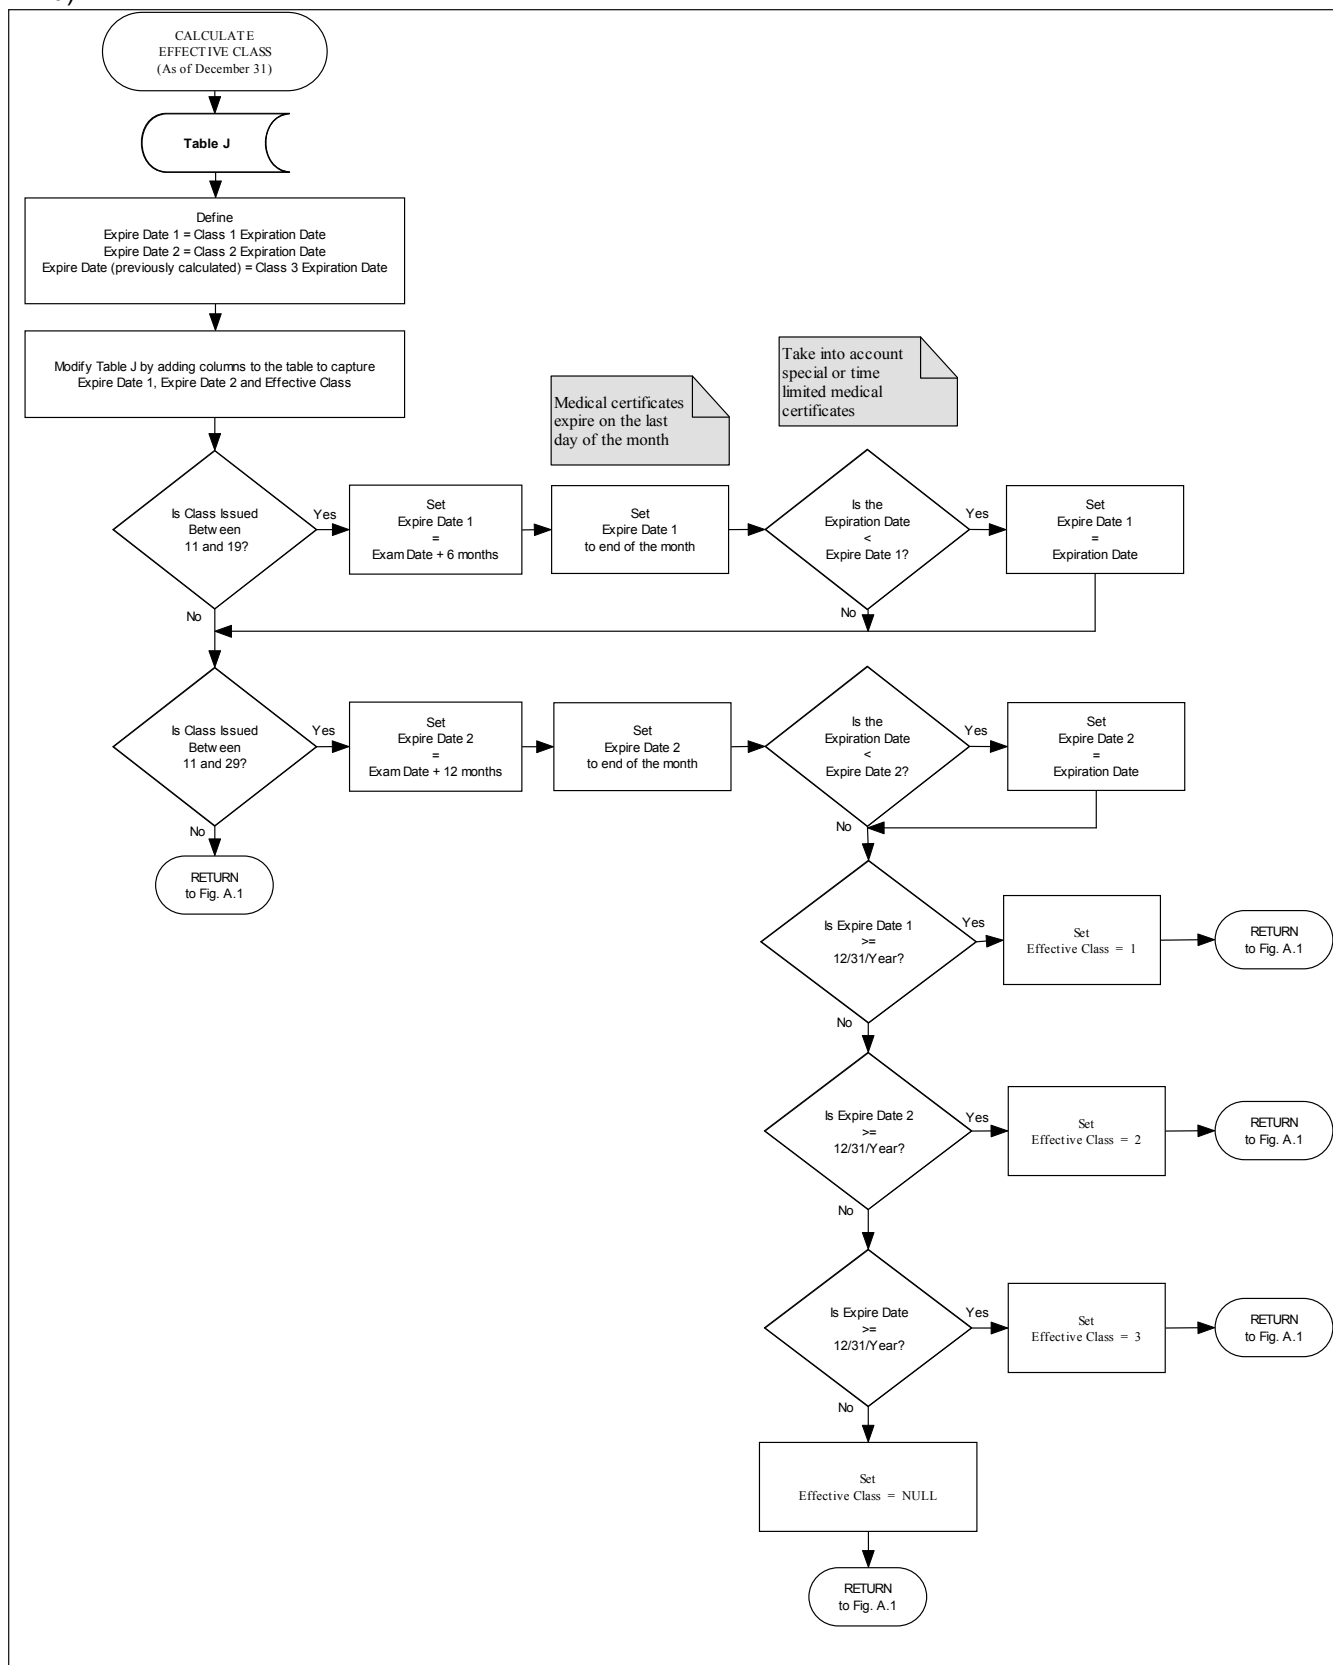 CALCULATE
EFFECTIVE CLASS
(As of December 31)
Table J
Define
Expire Date 1 = Class 1 Expiration Date
Expire Date 2 = Class 2 Expiration Date
Expire Date (previously calculated) = Class 3 Expiration Date
Modify Table J by adding columns to the table to capture
Expire Date 1, Expire Date 2 and Effective Class
Medical certificates
expire on the last
day of the month
Take into account
special or time
limited medical
certificates
Is Class Issued
Between
11 and 19?
Yes
Set
Expire Date 1
=
Exam Date + 6 months
Set
Expire Date 1
to end of the month
Is the
Expiration Date
<
Expire Date 1?
Yes
Set
Expire Date 1
=
Expiration Date
No
No
Is Class Issued
Between
11 and 29?
Yes
Set
Expire Date 2
=
Exam Date + 12 months
Set
Expire Date 2
to end of the month
Is the
Expiration Date
<
Expire Date 2?
Yes
Set
Expire Date 2
=
Expiration Date
No
No
RETURN
to Fig. A.1
Is Expire Date 1
>=
12/31/Year?
Yes
Set
Effective Class = 1
RETURN
to Fig. A.1
No
Is Expire Date 2
>=
12/31/Year?
Yes
Set
Effective Class = 2
RETURN
to Fig. A.1
No
Is Expire Date
>=
12/31/Year?
Yes
Set
Effective Class = 3
RETURN
to Fig. A.1
No
Set
Effective Class = NULL
RETURN
to Fig. A.1